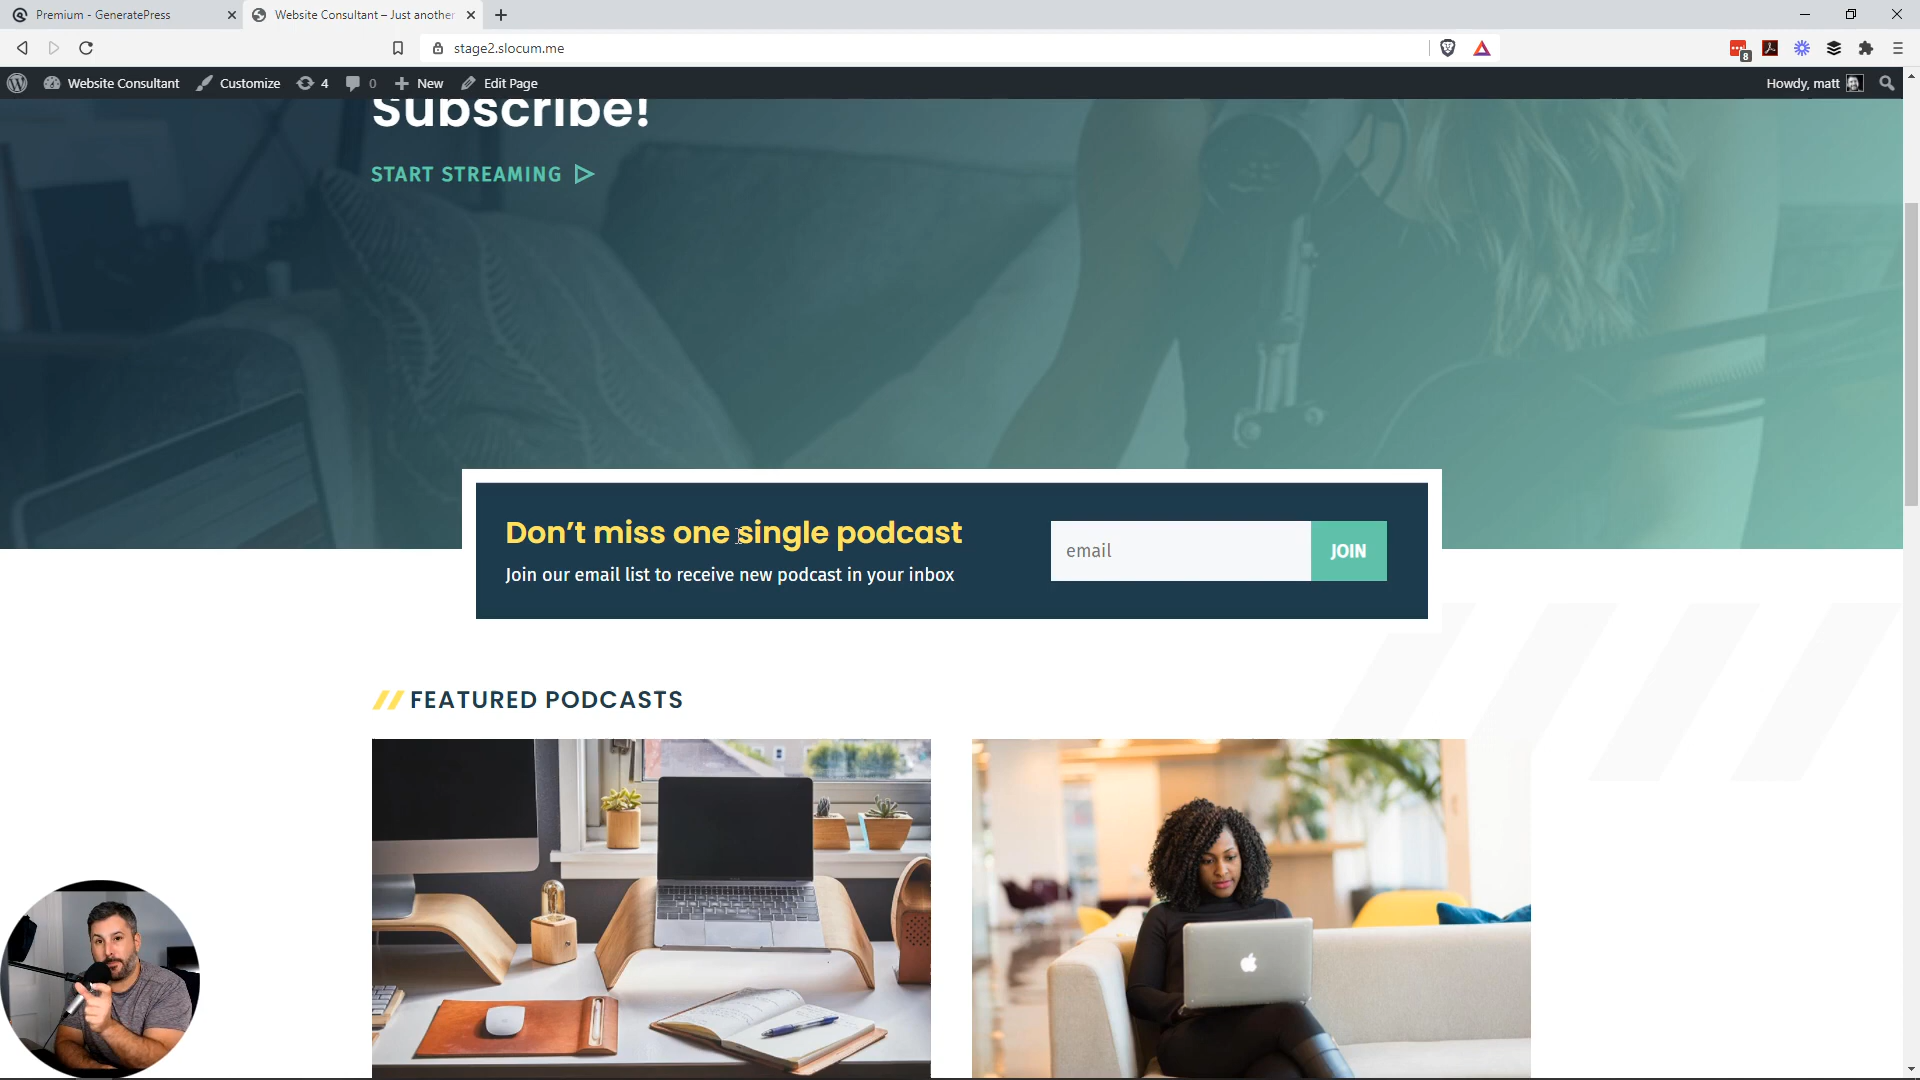 Premium - GeneratePress
Website Consultant – Just another
stage2.slocum.me
8
Website Consultant
Customize
4
0
New
Edit Page
Howdy, matt
Subscribe!
START STREAMING
Don't miss one single podcast
Join our email list to receive new podcast in your inbox
email
JOIN
FEATURED PODCASTS